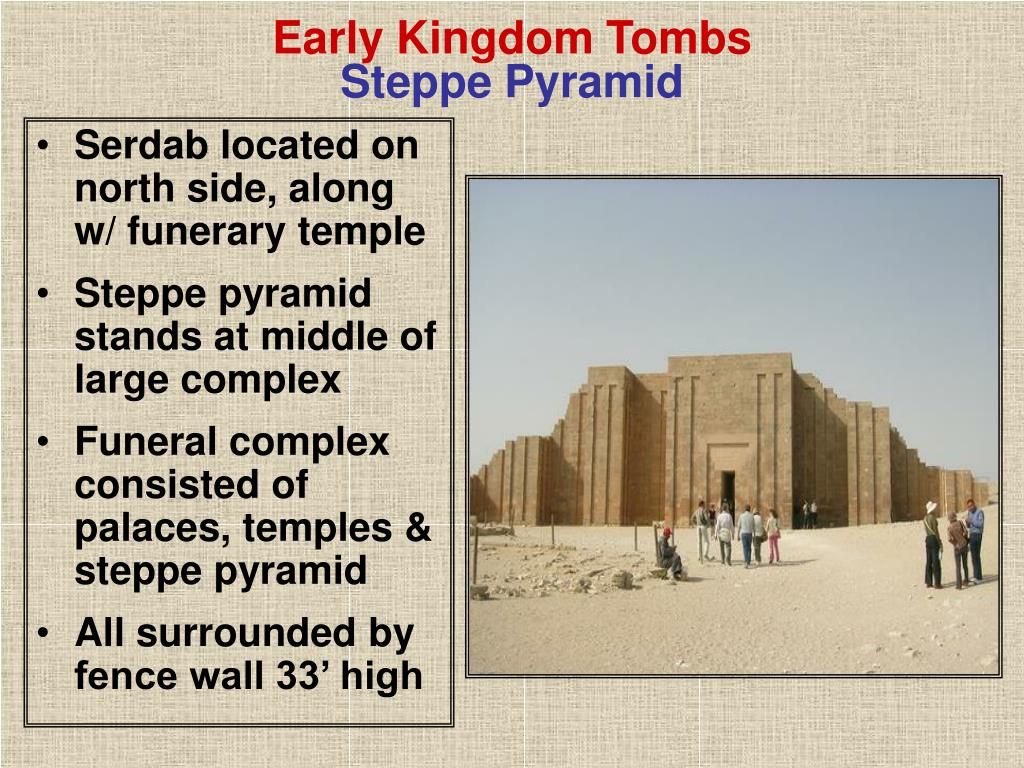 Early Kingdom Tombs
Steppe Pyramid
• Serdab located on
north side, along
w/ funerary temple
• Steppe pyramid
stands at middle of
large complex
• Funeral complex
consisted of
palaces, temples &
steppe pyramid
• All surrounded by
fence wall 33’ high